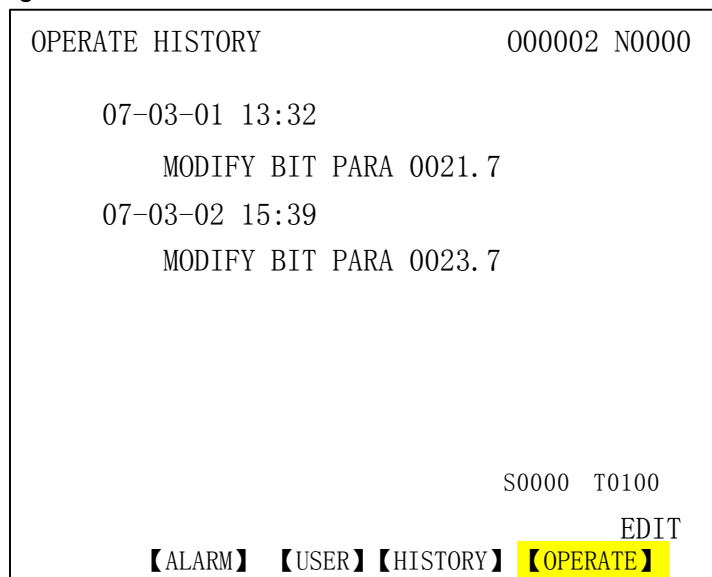 OPERATE HISTORY O00002 N0000
07-03-01 13:32
MODIFY BIT PARA 0021.7
07-03-02 15:39
MODIFY BIT PARA 0023.7
S0000 T0100
EDIT
【ALARM】 【USER】【HISTORY】 【OPERATE】